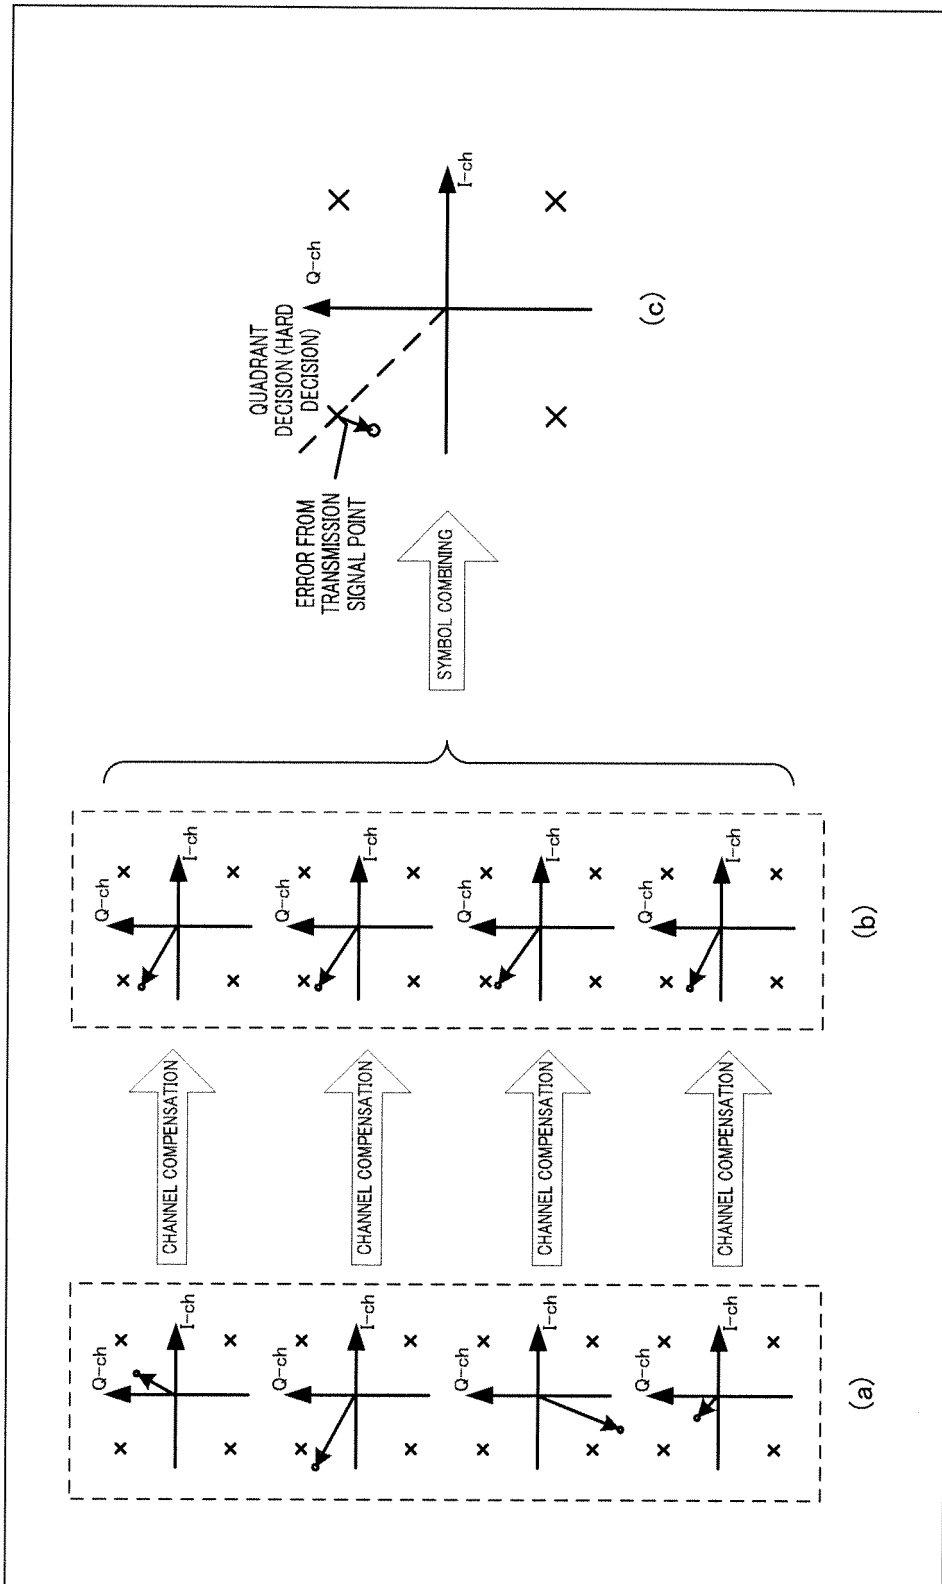 Q-ch
I-ch
Q-ch
I-ch
Q-ch
I-ch
Q-ch
I-ch
(a)
CHANNEL COMPENSATION
CHANNEL COMPENSATION
CHANNEL COMPENSATION
CHANNEL COMPENSATION
Q-ch
I-ch
Q-ch
I-ch
Q-ch
I-ch
Q-ch
I-ch
(b)
SYMBOL COMBINING
ERROR FROM
TRANSMISSION
SIGNAL POINT
QUADRANT
DECISION (HARD
DECISION)
Q-ch
I-ch
(c)